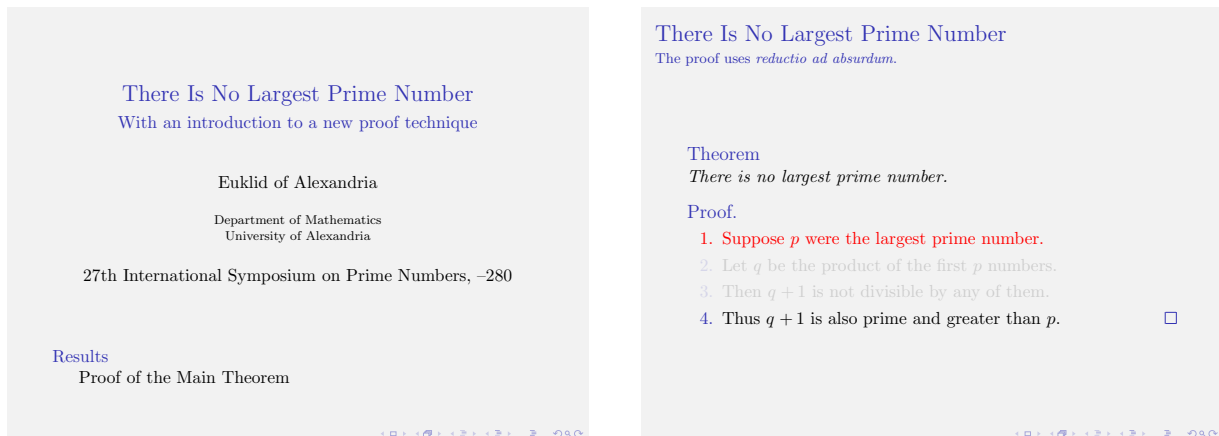 There Is No Largest Prime Number
With an introduction to a new proof technique
Euklid of Alexandria
Department of Mathematics
University of Alexandria
27th International Symposium on Prime Numbers, –280
Results
Proof of the Main Theorem
There Is No Largest Prime Number
The proof uses reductio ad absurdum.
Theorem
There is no largest prime number.
Proof.
1. Suppose p were the largest prime number.
2. Let q be the product of the first p numbers.
3. Then q + 1 is not divisible by any of them.
4. Thus q + 1 is also prime and greater than p. □